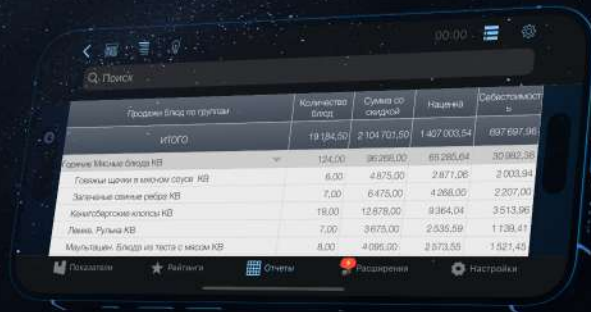 00:00
Поиск
Продажи блюд по группам Количество блюд Сумма со скидкой Наценка Себестоимость
ИТОГО 19 184,50 2 104 701,50 1 407 003,54 697 697,96
Горячие Мясные блюда КВ 124,00 96 268,00 65 285,64 30 982,36
Говяжьи щечки в мясном соусе КВ 6,00 4 875,00 2 871,06 2 003,94
Запеченые свиные ребра КВ 7,00 6 475,00 4 268,00 2 207,00
Кенигсбергские клопсы КВ 18,00 12 878,00 9 364,04 3 513,96
Рулька КВ 7,00 3 675,00 2 535,59 1 139,41
Маульташен. Блюдо из теста с мясом КВ 8,00 4 095,00 2 573,55 1 521,45
Показатели Рейтинги Отчеты Расширения Настройки